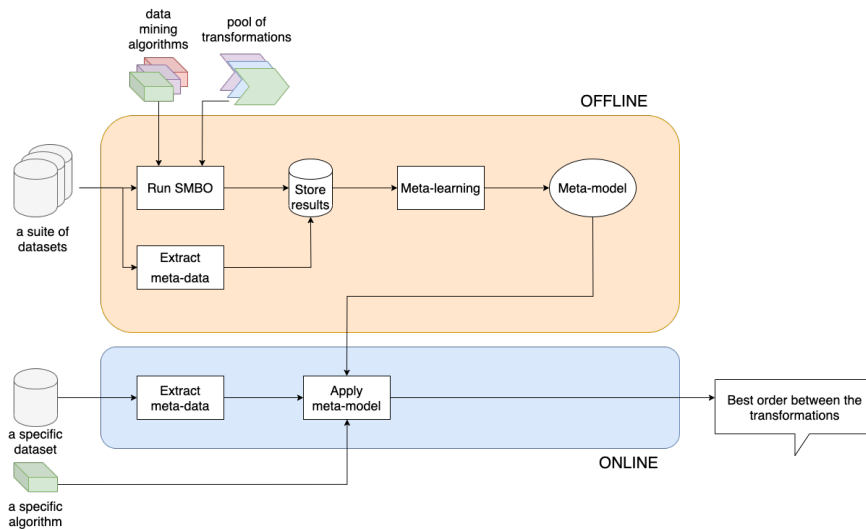 data
mining
algorithms
pool of
transformations
OFFLINE
Run SMBO
Store
results
Meta-learning
Meta-model
a suite of
datasets
Extract
meta-data
Extract
meta-data
Apply
meta-model
Best order between the
transformations
a specific
dataset
ONLINE
a specific
algorithm